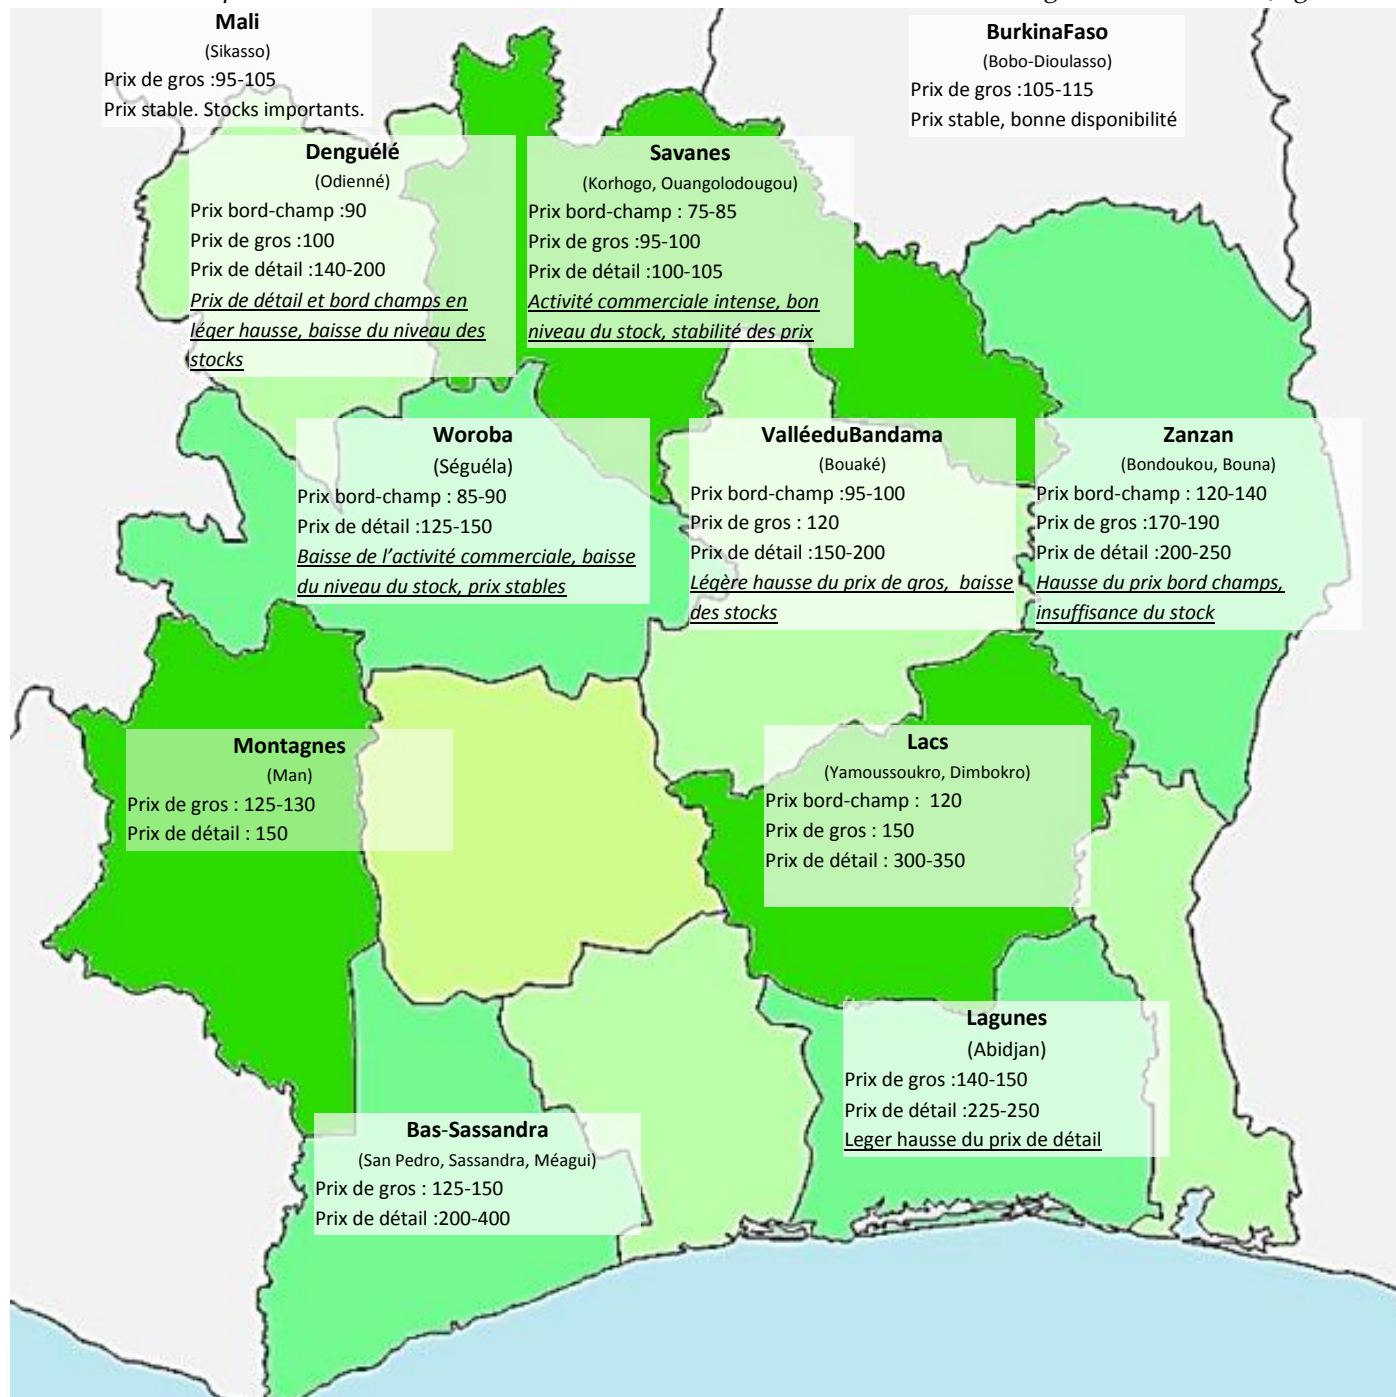 Mali
(Sikasso)
Prix de gros :95-105
Prix stable. Stocks importants.
BurkinaFaso
(Bobo-Dioulasso)
Prix de gros :105-115
Prix stable, bonne disponibilité
Denguélé
(Odienné)
Prix bord-champ :90
Prix de gros :100
Prix de détail :140-200
Prix de détail et bord champs en
léger hausse, baisse du niveau des
stocks
Savanes
(Korhogo, Ouangolodougou)
Prix bord-champ : 75-85
Prix de gros :95-100
Prix de détail :100-105
Activité commerciale intense, bon
niveau du stock, stabilité des prix
Woroba
(Séguéla)
Prix bord-champ : 85-90
Prix de détail :125-150
Baisse de l’activité commerciale, baisse
du niveau du stock, prix stables
ValléeduBandama
(Bouaké)
Prix bord-champ :95-100
Prix de gros : 120
Prix de détail :150-200
Légère hausse du prix de gros, baisse
des stocks
Zanzan
(Bondoukou, Bouna)
Prix bord-champ : 120-140
Prix de gros :170-190
Prix de détail :200-250
Hausse du prix bord champs,
insuffisance du stock
Montagnes
(Man)
Prix de gros : 125-130
Prix de détail : 150
Lacs
(Yamoussoukro, Dimbokro)
Prix bord-champ : 120
Prix de gros : 150
Prix de détail : 300-350
Lagunes
(Abidjan)
Prix de gros :140-150
Prix de détail :225-250
Leger hausse du prix de détail
Bas-Sassandra
(San Pedro, Sassandra, Méagui)
Prix de gros : 125-150
Prix de détail :200-400